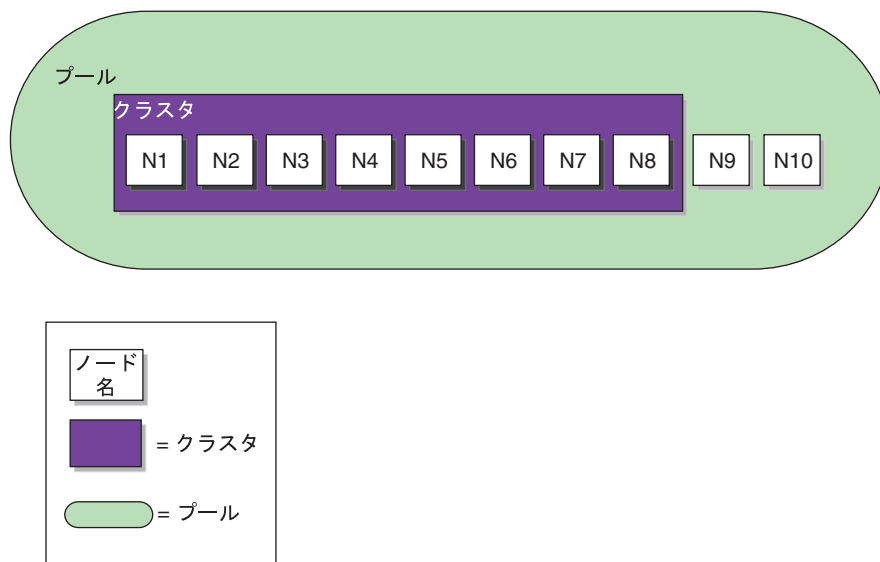 プール
クラスタ
N1 N2 N3 N4 N5 N6 N7 N8 N9 N10
ノード
名
= クラスタ
= プール